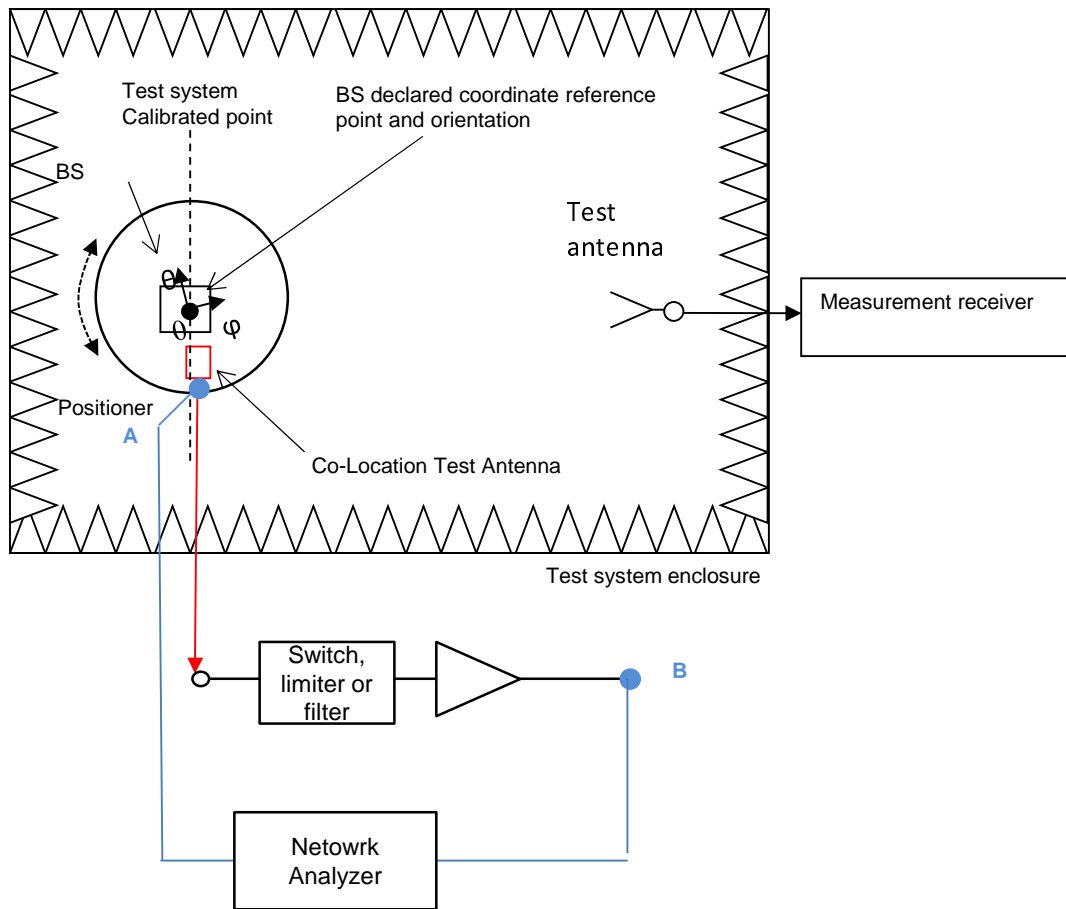 Test system
Calibrated point
BS declared coordinate reference
point and orientation
BS
Test
antenna
Measurement receiver
θ
0
φ
Positioner
A
Co-Location Test Antenna
Test system enclosure
Switch,
limiter or
filter
B
Netowrk
Analyzer